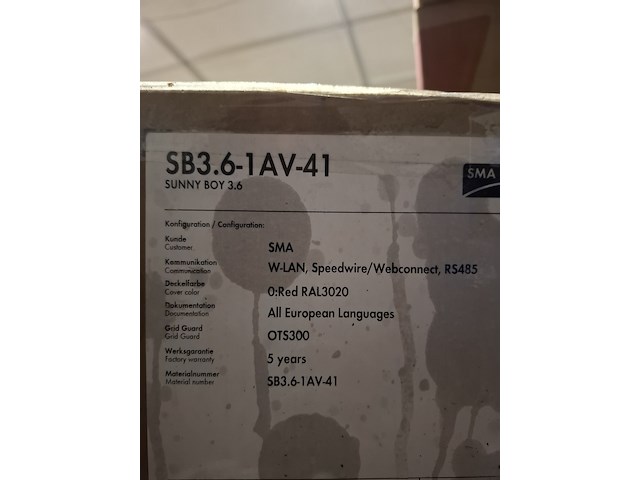 SB3.6-1AV-41
SUNNY BOY 3.6
SMA
Konfiguration / Configuration:
Kunde
Customer
SMA
Kommunikation
Communication
W-LAN, Speedwire/Webconnect, RS485
Deckelfarbe
Cover color
0:Red RAL3020
Dokumentation
Documentation
All European Languages
Grid Guard
Grid Guard
OTS300
Werksgarantie
Factory warranty
5 years
Materialnummer
Material number
SB3.6-1AV-41